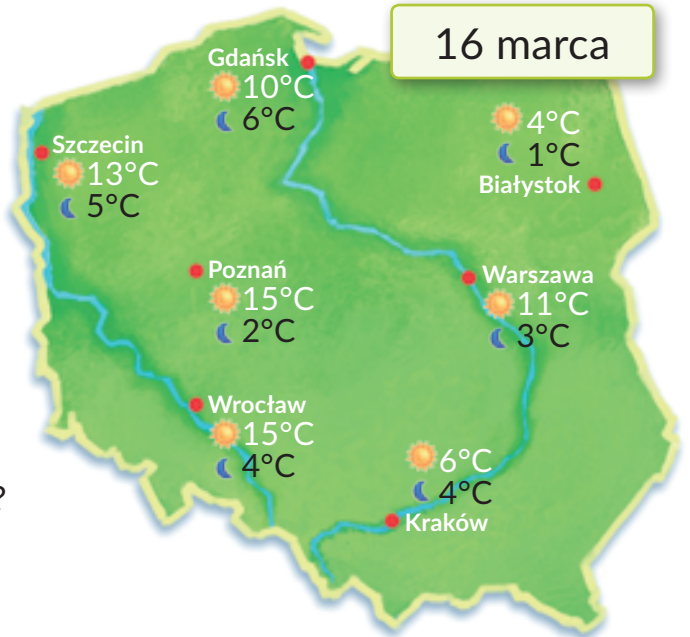 16 marca
Gdańsk
10°C
6°C
4°C
1°C
Białystok
Szczecin
13°C
5°C
Poznań
15°C
2°C
Warszawa
11°C
3°C
Wrocław
15°C
4°C
6°C
4°C
Kraków
?